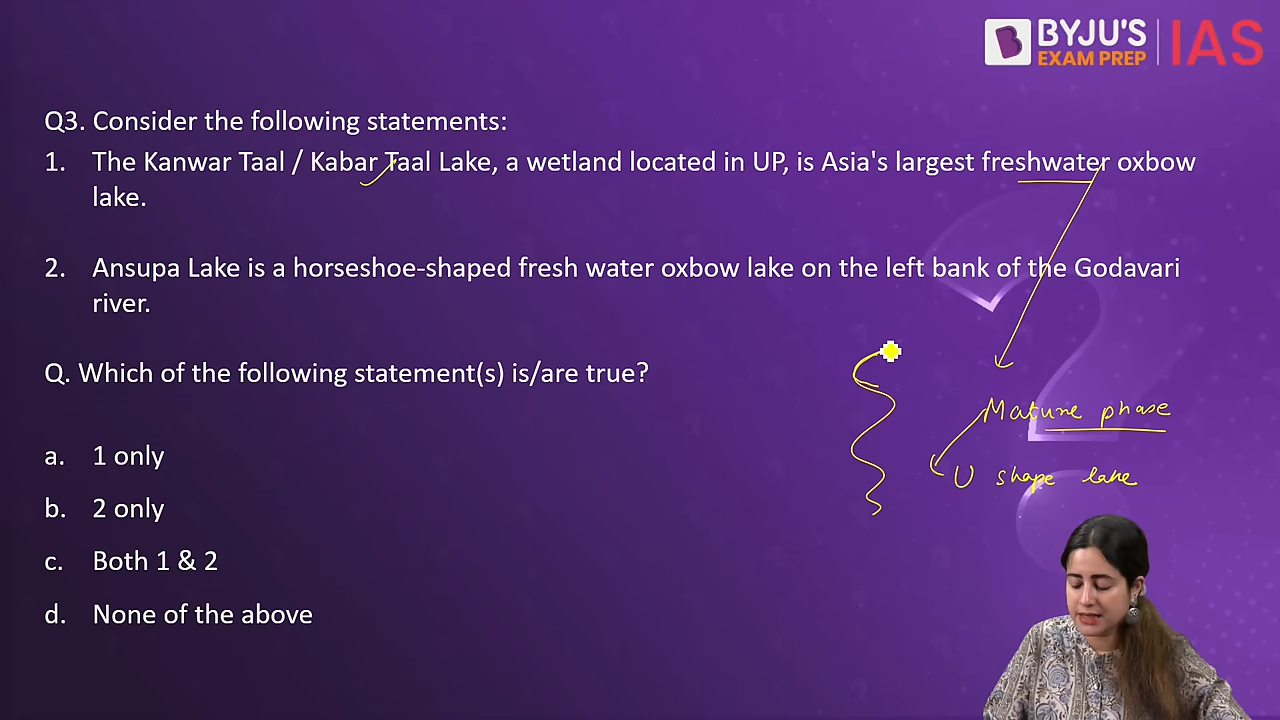 BYJU'S
EXAM PREP
IAS
Q3. Consider the following statements:
1. The Kanwar Taal / Kabar Taal Lake, a wetland located in UP, is Asia's largest freshwater oxbow
lake.
2. Ansupa Lake is a horseshoe-shaped fresh water oxbow lake on the left bank of the Godavari
river.
Q. Which of the following statement(s) is/are true?
Mature phase
a. 1 only
U shape lake
b. 2 only
c. Both 1 & 2
d. None of the above